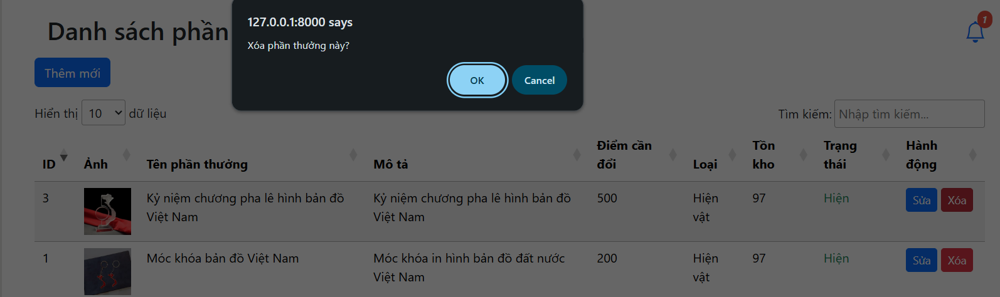 127.0.0.1:8000 says
Xóa phần thưởng này?
OK
Cancel
Danh sách phần
1
Thêm mới
Hiển thị 10 dữ liệu
Tìm kiếm: Nhập tìm kiếm...
ID
Ảnh
Tên phần thưởng
Mô tả
Điểm cần
đổi
Loại
Tồn
kho
Trạng
thái
Hành
động
3
Kỷ niệm chương pha lê hình bản đồ
Việt Nam
Kỷ niệm chương pha lê hình bản đồ
Việt Nam
500
Hiện
vật
97
Hiện
Sửa
Xóa
1
Móc khóa bản đồ Việt Nam
Móc khóa in hình bản đồ đất nước
Việt Nam
200
Hiện
vật
97
Hiện
Sửa
Xóa